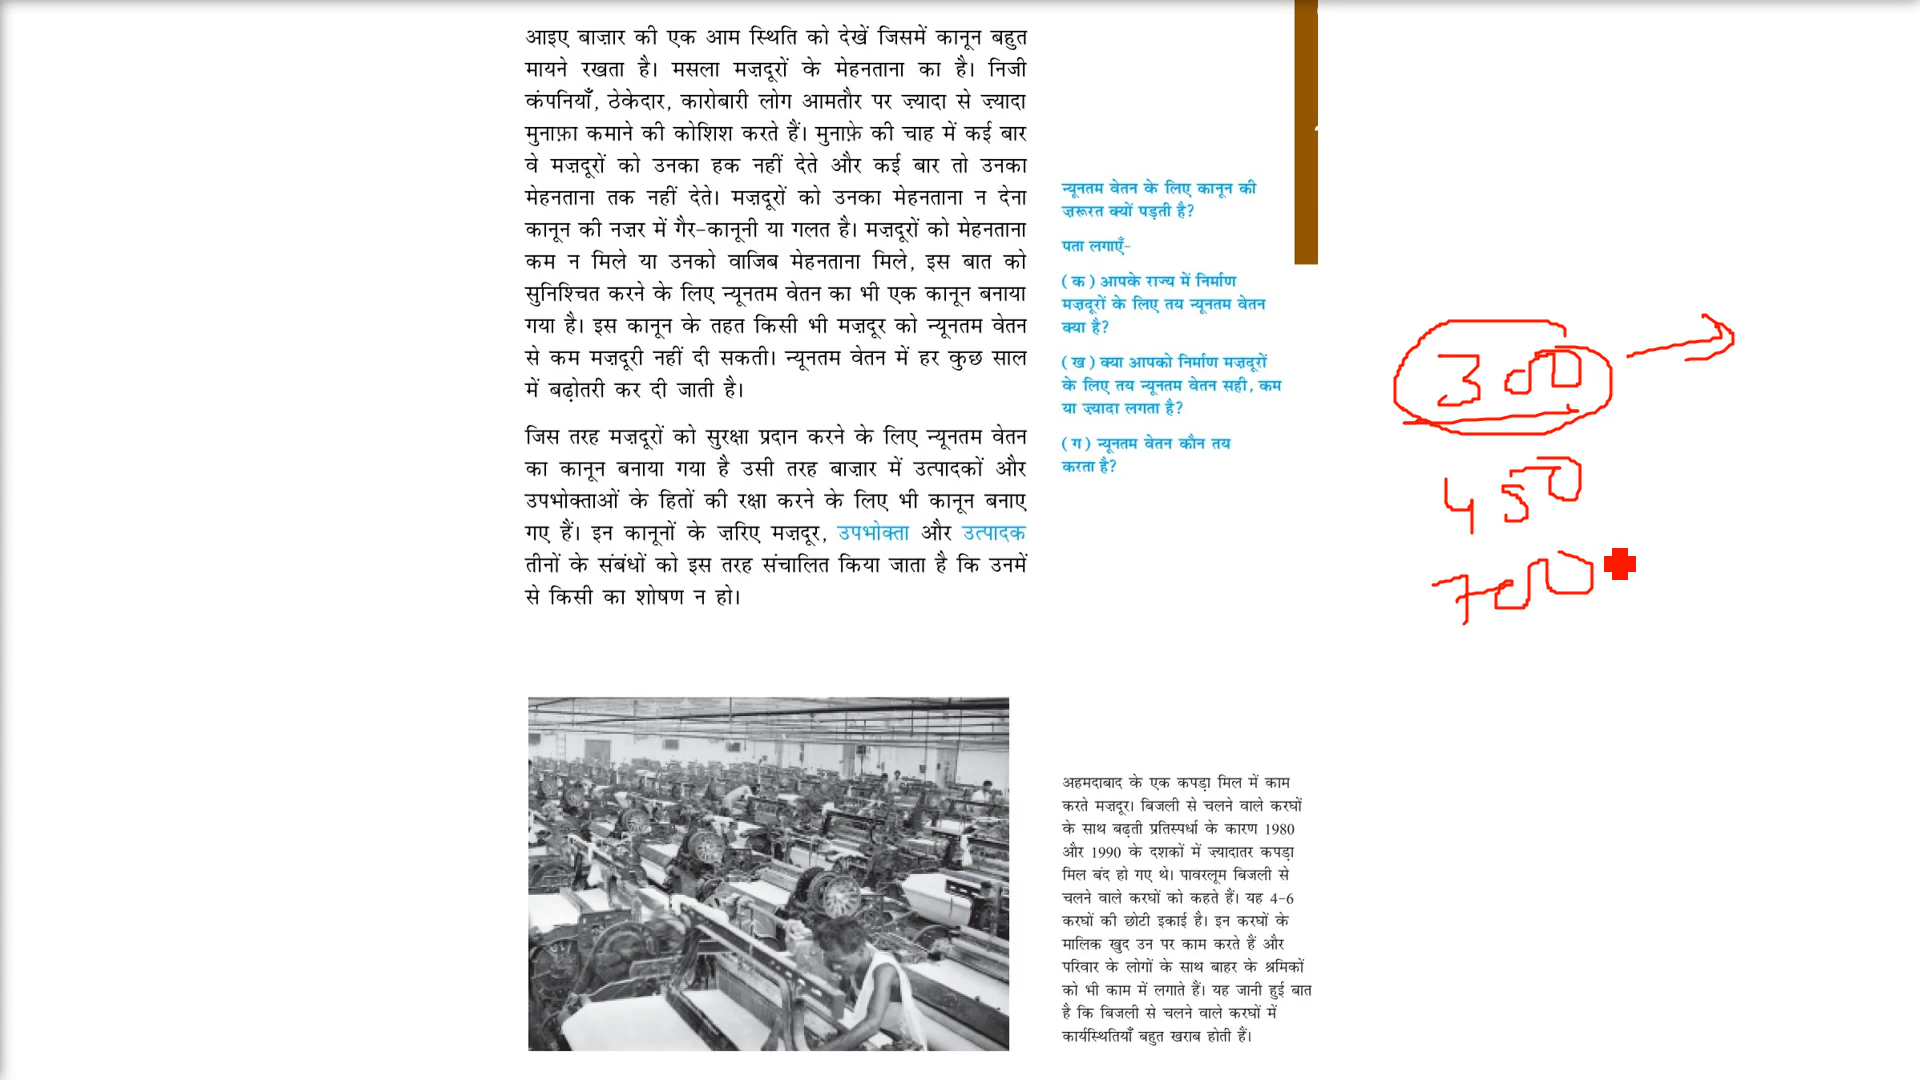 आइए बाज़ार की एक आम स्थिति को देखें जिसमें कानून बहुत
मायने रखता है। मसला मज़दूरों के मेहनताना का है। निजी
कंपनियाँ, ठेकेदार, कारोबारी लोग आमतौर पर ज़्यादा से ज़्यादा
मुनाफ़ा कमाने की कोशिश करते हैं। मुनाफ़े की चाह में कई बार
वे मज़दूरों को उनका हक नहीं देते और कई बार तो उनका
मेहनताना तक नहीं देते। मज़दूरों को उनका मेहनताना न देना
कानून की नज़र में गैर-कानूनी या गलत है। मज़दूरों को मेहनताना
कम न मिले या उनको वाजिब मेहनताना मिले, इस बात को
सुनिश्चित करने के लिए न्यूनतम वेतन का भी एक कानून बनाया
गया है। इस कानून के तहत किसी भी मज़दूर को न्यूनतम वेतन
से कम मज़दूरी नहीं दी सकती। न्यूनतम वेतन में हर कुछ साल
में बढ़ोतरी कर दी जाती है।
जिस तरह मज़दूरों को सुरक्षा प्रदान करने के लिए न्यूनतम वेतन
का कानून बनाया गया है उसी तरह बाज़ार में उत्पादकों और
उपभोक्ताओं के हितों की रक्षा करने के लिए भी कानून बनाए
गए हैं। इन कानूनों के ज़रिए मज़दूर, उपभोक्ता और उत्पादक
तीनों के संबंधों को इस तरह संचालित किया जाता है कि उनमें
से किसी का शोषण न हो।
न्यूनतम वेतन के लिए कानून की
ज़रूरत क्यों पड़ती है?
पता लगाएँ-
(क) आपके राज्य में निर्माण
मज़दूरों के लिए तय न्यूनतम वेतन
क्या है?
(ख) क्या आपको निर्माण मज़दूरों
के लिए तय न्यूनतम वेतन सही, कम
या ज़्यादा लगता है?
(ग) न्यूनतम वेतन कौन तय
करता है?
300
450
700
अहमदाबाद के एक कपड़ा मिल में काम
करते मज़दूर। बिजली से चलने वाले करघों
के साथ बढ़ती प्रतिस्पर्धा के कारण 1980
और 1990 के दशकों में ज़्यादातर कपड़ा
मिल बंद हो गए थे। पावरलूम बिजली से
चलने वाले करघों को कहते हैं। यह 4-6
करघों की छोटी इकाई है। इन करघों के
मालिक खुद उन पर काम करते हैं और
परिवार के लोगों के साथ बाहर के श्रमिकों
को भी काम में लगाते हैं। यह जानी हुई बात
है कि बिजली से चलने वाले करघों में
कार्यस्थितियाँ बहुत खराब होती हैं।